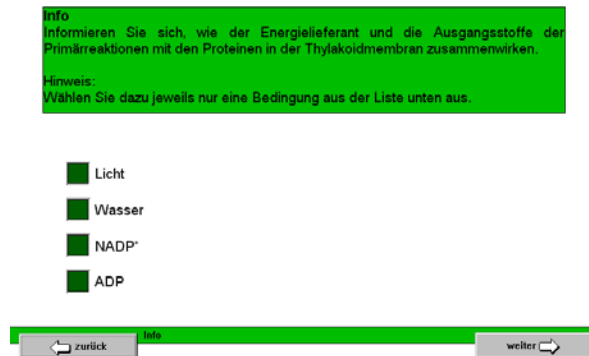 Info
Informieren Sie sich, wie der Energielieferant und die Ausgangsstoffe der
Primärreaktionen mit den Proteinen in der Thylakoidmembran zusammenwirken.
Hinweis:
Wählen Sie dazu jeweils nur eine Bedingung aus der Liste unten aus.
Licht
Wasser
NADP⁺
ADP
Info
zurück
weiter